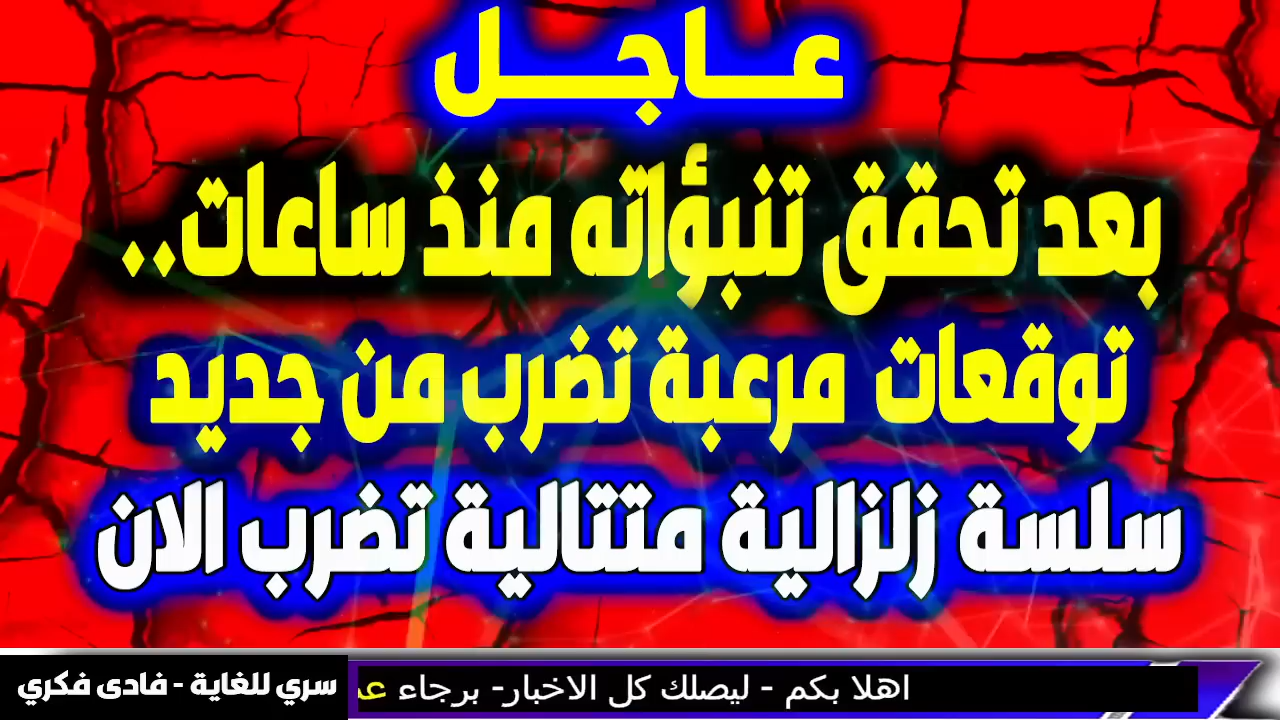 عـــاجـــل
بعد تحقق تنبؤاته منذ ساعات..
توقعات مرعبة تضرب من جديد
سلسة زلزالية متتالية تضرب الان
اهلا بكم - ليصلك كل الاخبار- برجاء
سري للغاية - فادى فكري